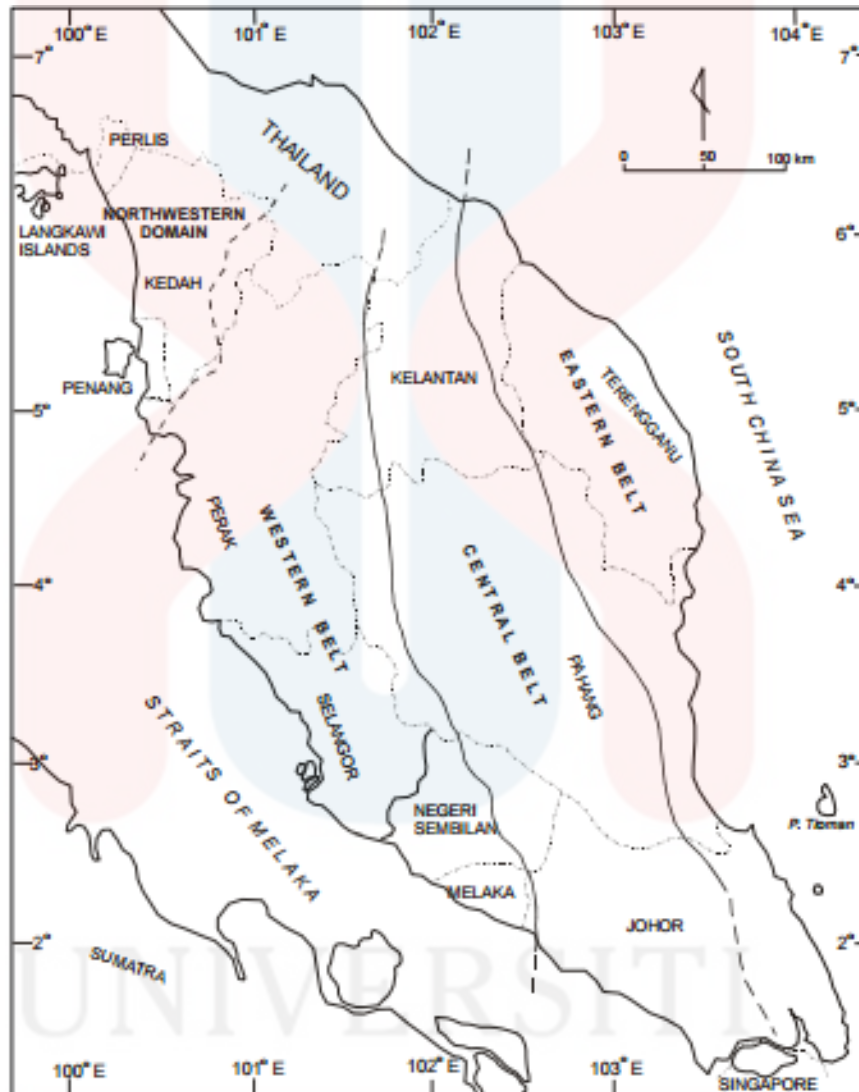 100° E 101° E 102° E 103° E 104° E
7° 7°
THAILAND
PERLIS
0 50 100 km
NORTHWESTERN
DOMAIN
LANGKAWI
ISLANDS
6° 6°
KEDAH
PENANG
KELANTAN
SOUTH CHINA SEA
EASTERN BELT
TERENGGANU
5° 5°
PERAK
WESTERN BELT
CENTRAL BELT
4° 4°
PAHANG
SELANGOR
STRAITS OF MELAKA
3° 3°
NEGERI
SEMBILAN
P. Tioman
MELAKA
JOHOR
2° 2°
SUMATRA
UNIVERSITI
100° E 101° E 102° E 103° E
SINGAPORE